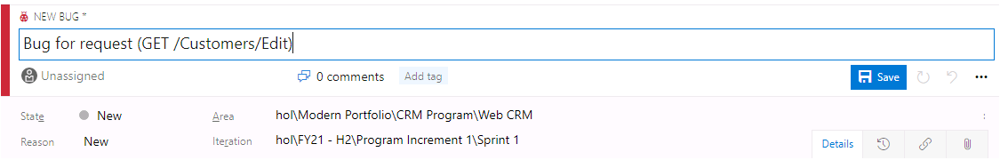 NEW BUG *
Bug for request (GET /Customers/Edit)
Unassigned 0 comments Add tag Save
State New Area hol\Modern Portfolio\CRM Program\Web CRM
Reason New Iteration hol\FY21 - H2\Program Increment 1\Sprint 1
Details